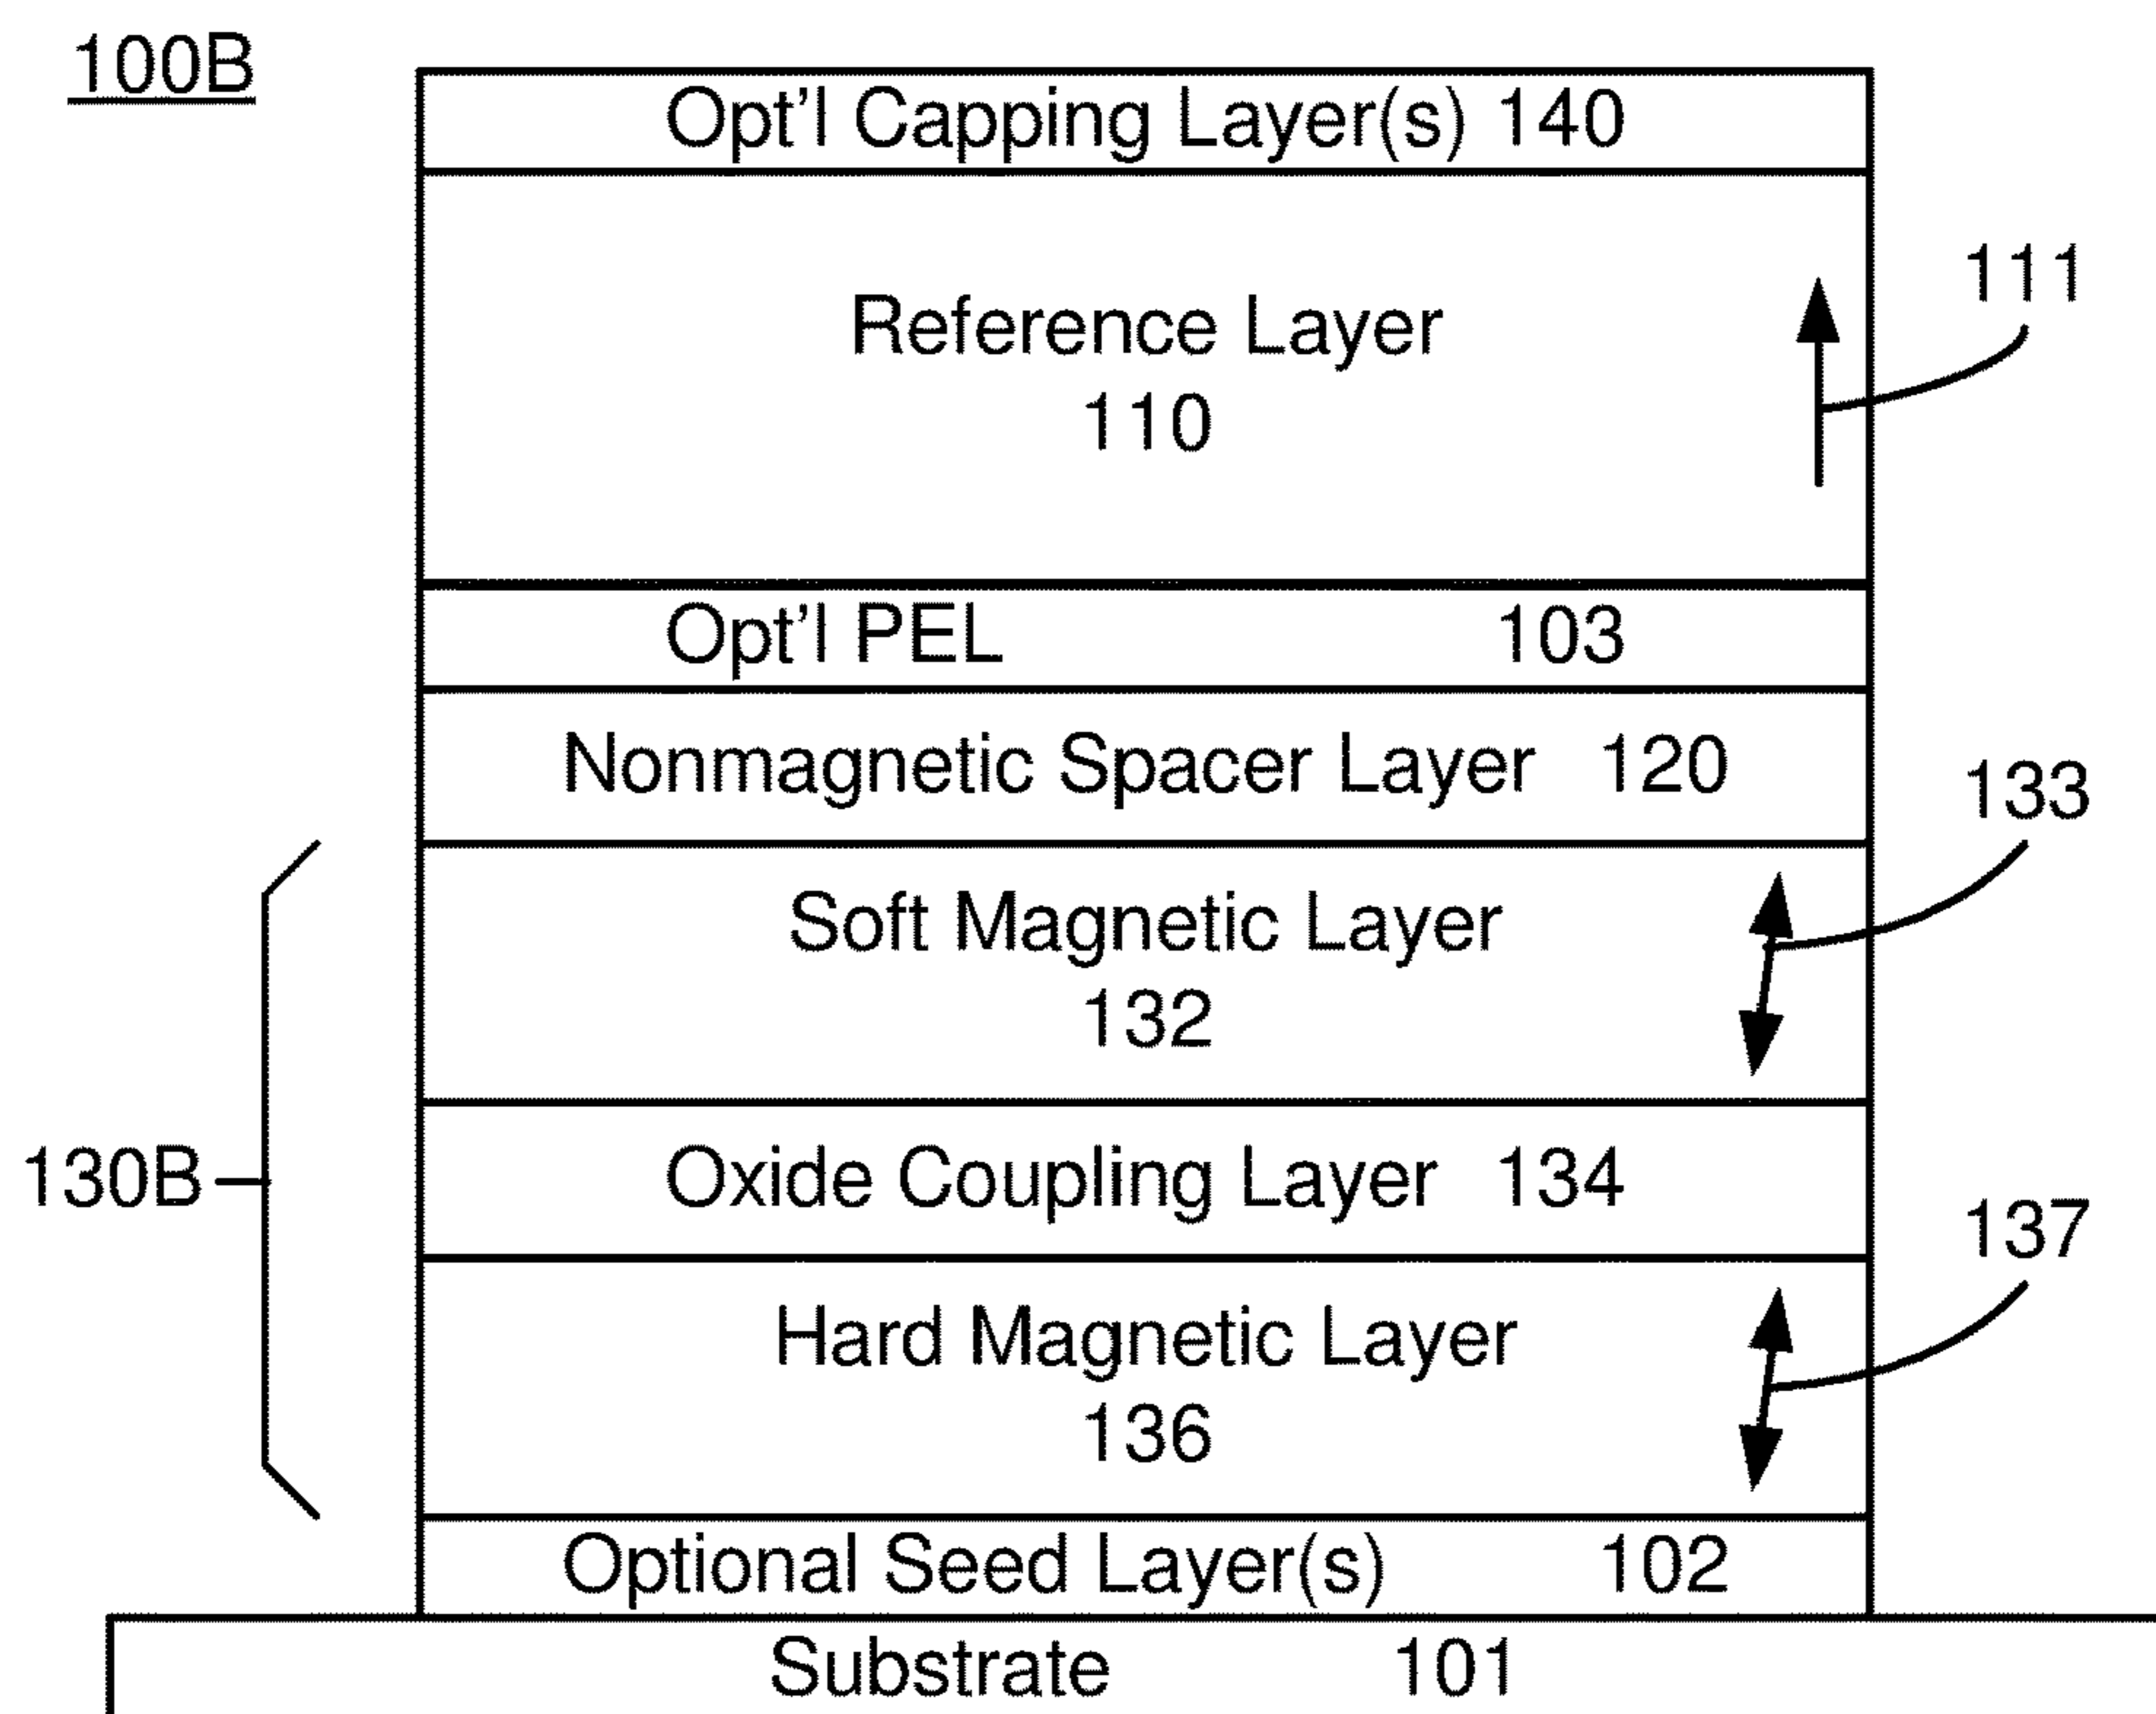 100B
Opt'l Capping Layer(s) 140
Reference Layer
110
111
Opt'l PEL 103
Nonmagnetic Spacer Layer 120
133
Soft Magnetic Layer
132
130B
Oxide Coupling Layer 134
137
Hard Magnetic Layer
136
Optional Seed Layer(s) 102
Substrate 101